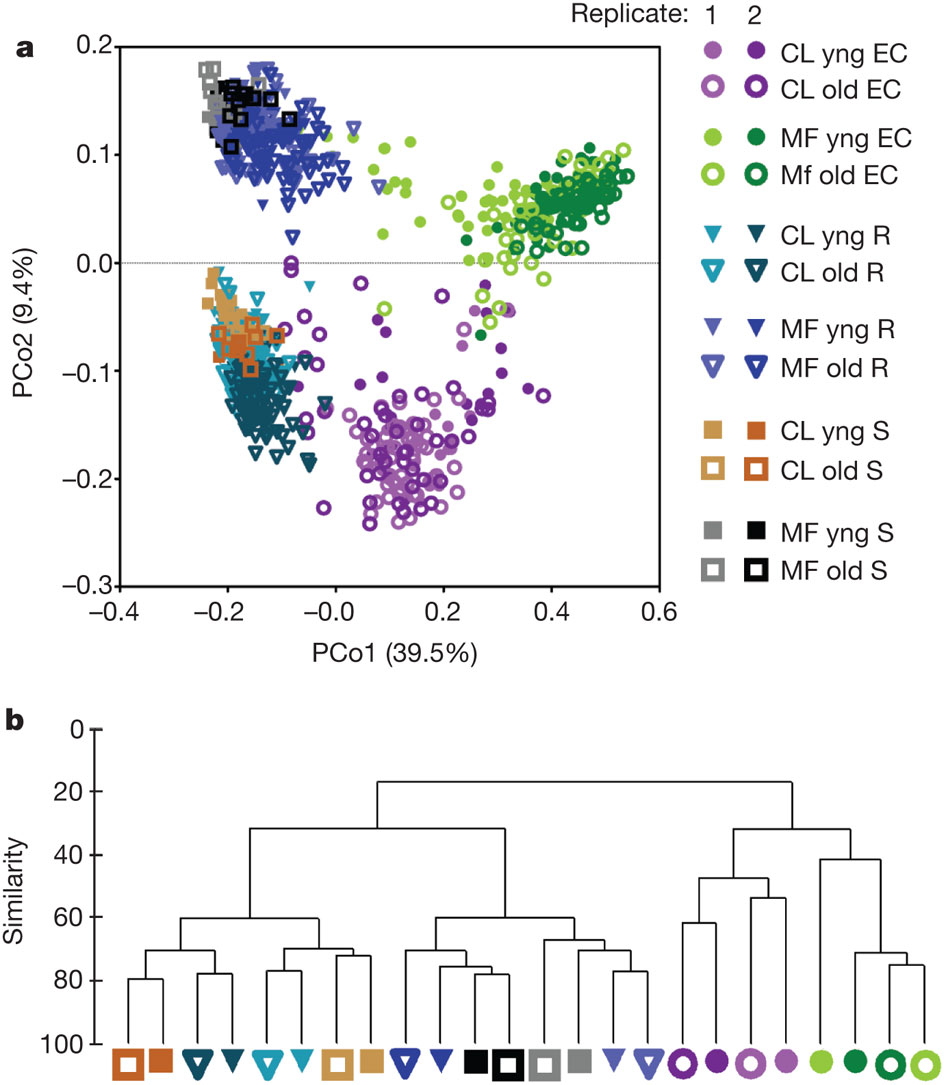 Replicate: 1 2
a
CL yng EC
CL old EC
MF yng EC
Mf old EC
CL yng R
CL old R
MF yng R
MF old R
CL yng S
CL old S
MF yng S
MF old S
0.2
0.1
0.0
−0.1
−0.2
−0.3
PCo2 (9.4%)
−0.4 −0.2 −0.0 0.2 0.4 0.6
PCo1 (39.5%)
b
0
20
40
60
80
100
Similarity